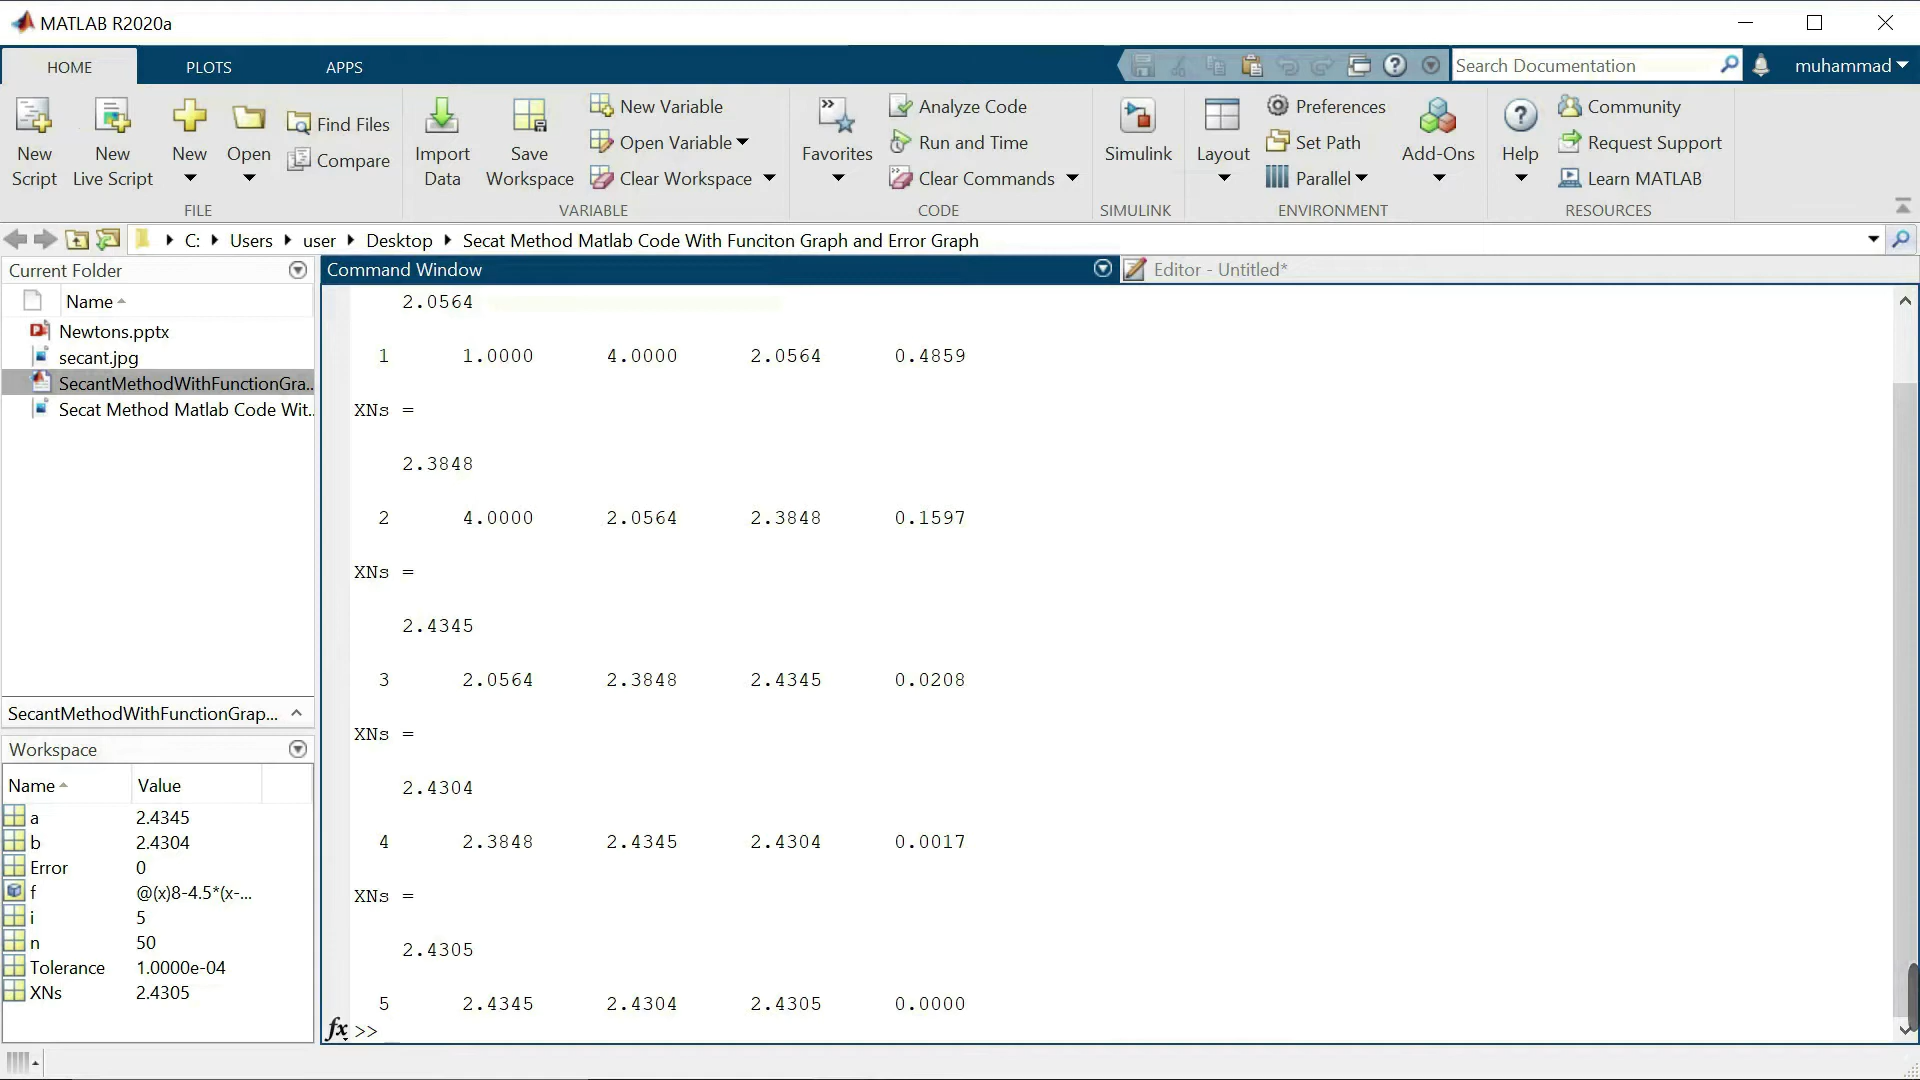 MATLAB R2020a
HOME PLOTS APPS Search Documentation muhammad
New Script New Live Script New Open Find Files Compare Import Data Save Workspace New Variable Open Variable Clear Workspace Favorites Analyze Code Run and Time Clear Commands Simulink Layout Preferences Set Path Parallel Add-Ons Help Community Request Support Learn MATLAB
FILE VARIABLE CODE SIMULINK ENVIRONMENT RESOURCES
C: Users user Desktop Secat Method Matlab Code With Funciton Graph and Error Graph
Current Folder
Name
Newtons.pptx
secant.jpg
SecantMethodWithFunctionGra..
Secat Method Matlab Code Wit..
SecantMethodWithFunctionGrap...
Workspace
Name Value
a 2.4345
b 2.4304
Error 0
f @(x)8-4.5*(x-...
i 5
n 50
Tolerance 1.0000e-04
XNs 2.4305
Command Window
Editor - Untitled*
2.0564
1 1.0000 4.0000 2.0564 0.4859
XNs =
2.3848
2 4.0000 2.0564 2.3848 0.1597
XNs =
2.4345
3 2.0564 2.3848 2.4345 0.0208
XNs =
2.4304
4 2.3848 2.4345 2.4304 0.0017
XNs =
2.4305
5 2.4345 2.4304 2.4305 0.0000
fx >>